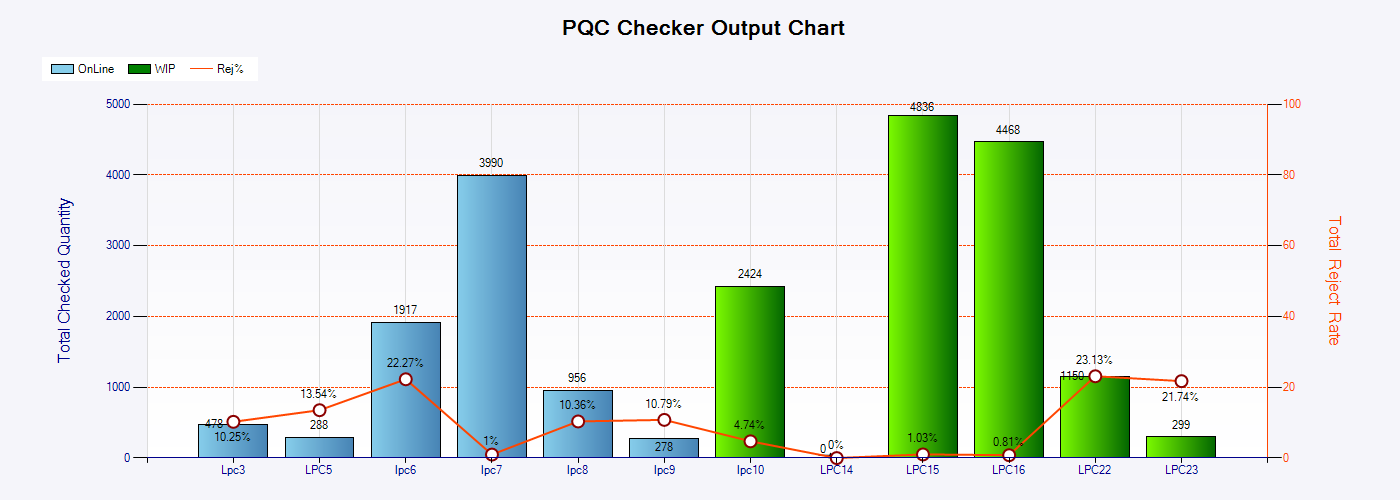 PQC Checker Output Chart
OnLine WIP Rej%
5000 4836 100
4468
3990
4000 80
Total Checked Quantity
Total Reject Rate
3000 60
2424
1917
2000 40
22.27% 23.13%
956 1150
1000 20
13.54% 10.36% 10.79% 21.74%
478 288 299
10.25% 4.74% 1.03% 0.81%
1% 278 0%
0 0 0
Lpc3 LPC5 lpc6 lpc7 lpc8 lpc9 lpc10 LPC14 LPC15 LPC16 LPC22 LPC23